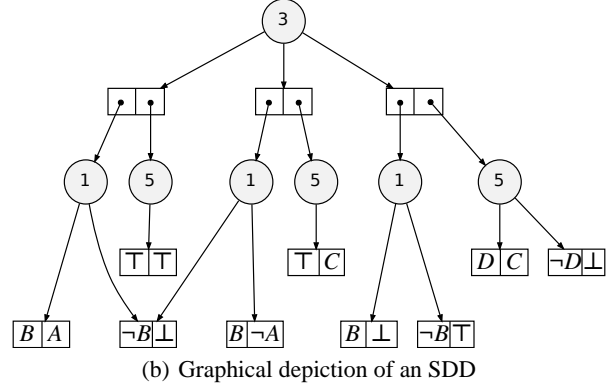 3
1 5 1 5 1 5
⊤ ⊤ ⊤ C D C ¬D ⊥
B A ¬B ⊥ B ¬A B ⊥ ¬B ⊤
(b) Graphical depiction of an SDD